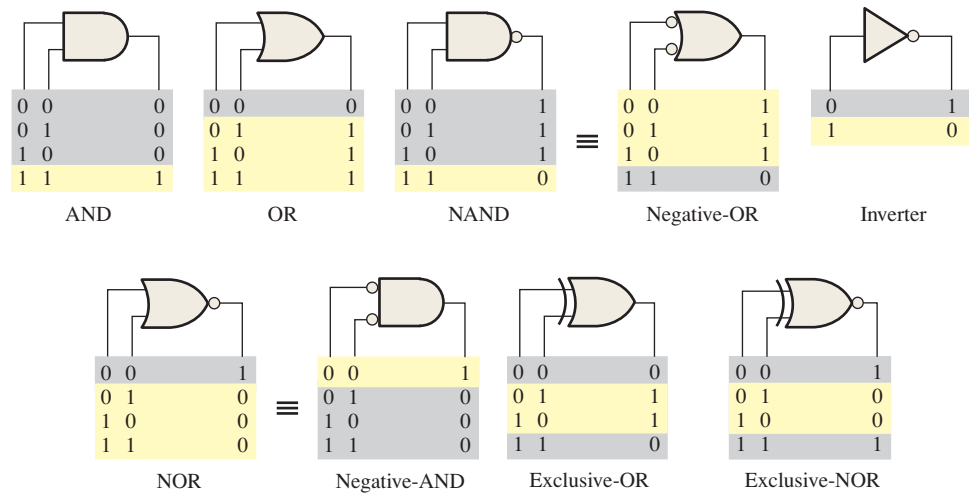 0 0 0
0 1 0
1 0 0
1 1 1
AND
0 0 0
0 1 1
1 0 1
1 1 1
OR
0 0 1
0 1 1
1 0 1
1 1 0
NAND
≡
0 0 1
0 1 1
1 0 1
1 1 0
Negative-OR
0 1
1 0
Inverter
0 0 1
0 1 0
1 0 0
1 1 0
NOR
≡
0 0 1
0 1 0
1 0 0
1 1 0
Negative-AND
0 0 0
0 1 1
1 0 1
1 1 0
Exclusive-OR
0 0 1
0 1 0
1 0 0
1 1 1
Exclusive-NOR